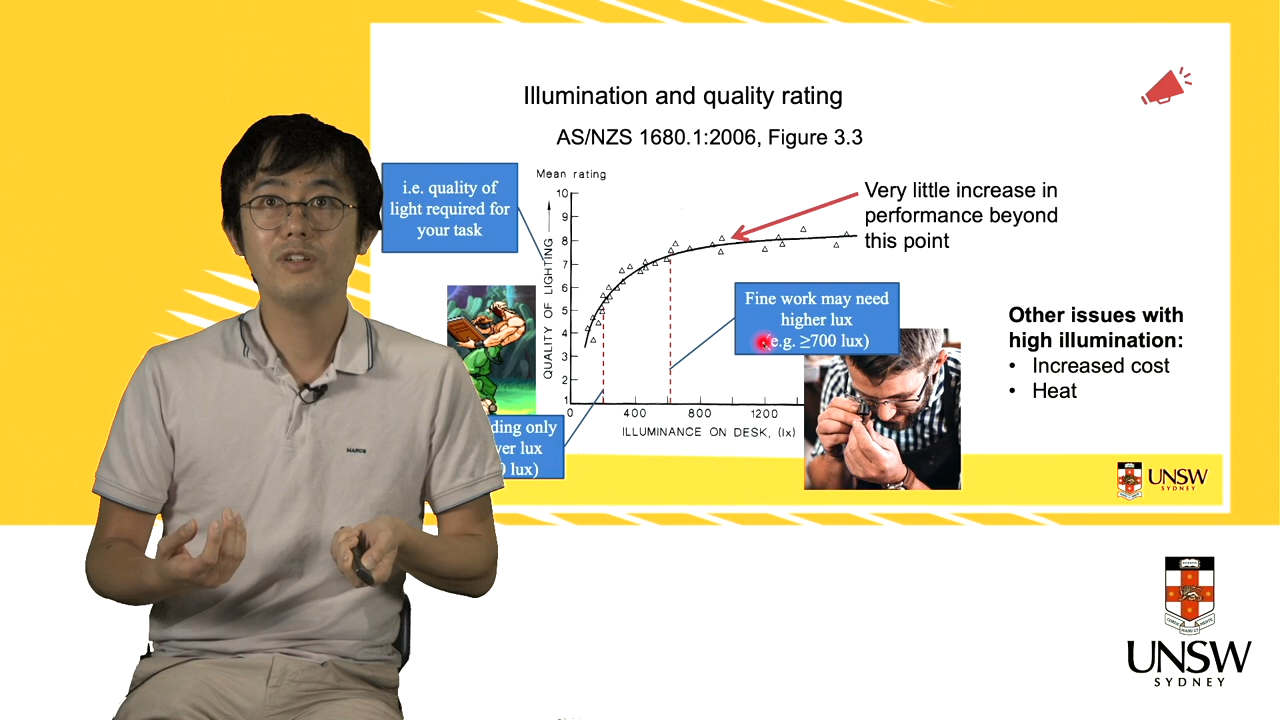 Illumination and quality rating
AS/NZS 1680.1:2006, Figure 3.3
i.e. quality of
light required for
your task
Mean rating
10
9
8
7
6
5
4
3
2
1
QUALITY OF LIGHTING
0
400
800
1200
ILLUMINANCE ON DESK, (lx)
Very little increase in
performance beyond
this point
Fine work may need
higher lux
(e.g. ≥700 lux)
only
lux
lux)
Other issues with
high illumination:
• Increased cost
• Heat
MARCS
UNSW
SYDNEY
UNSW
SYDNEY